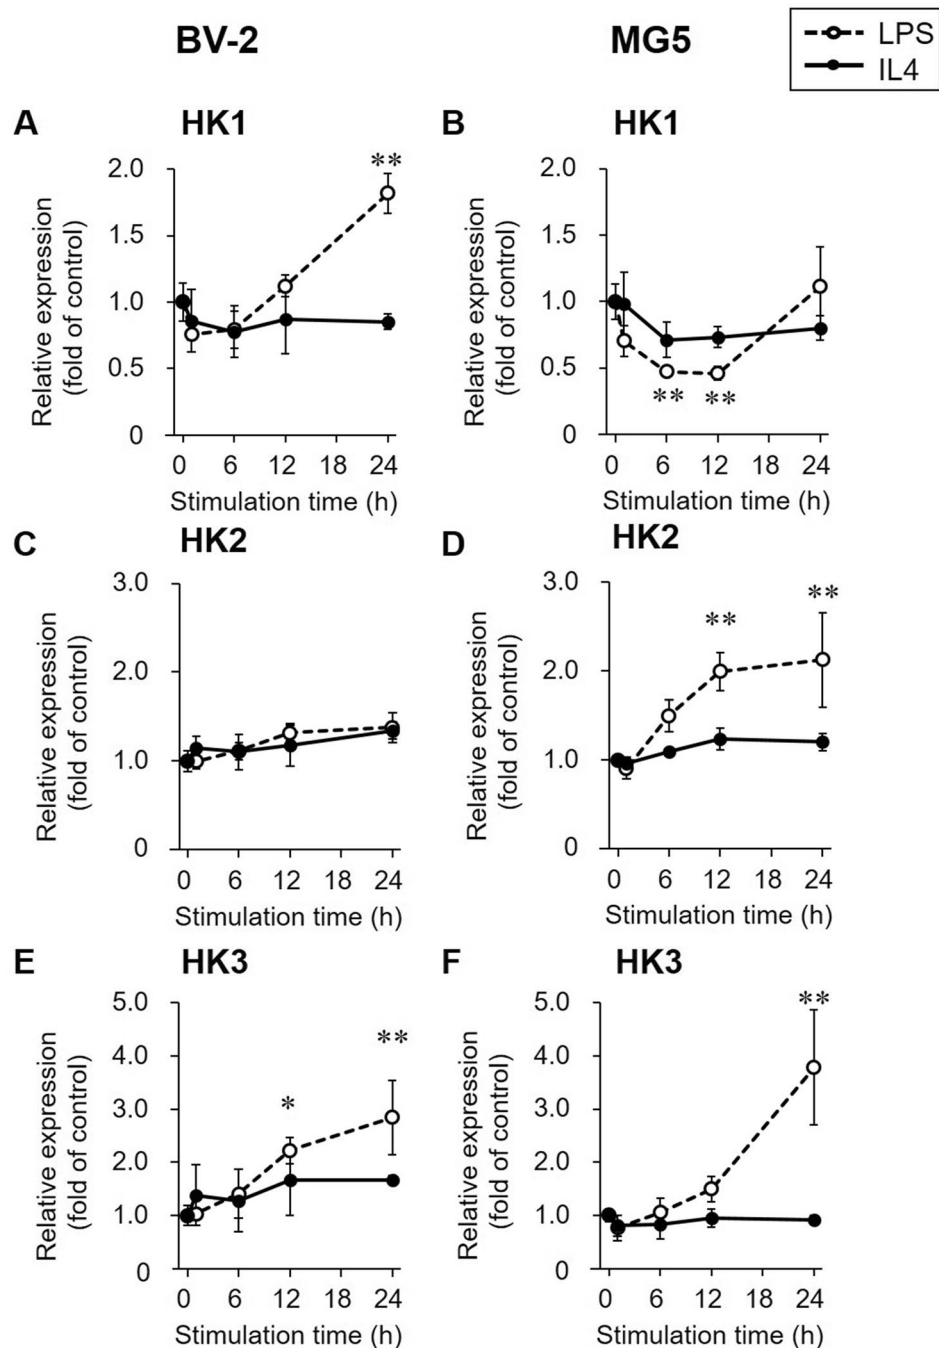 BV-2
MG5
LPS
IL4
A
HK1
Relative expression
(fold of control)
2.0
1.5
1.0
0.5
0
**
0
6
12
18
24
Stimulation time (h)
B
HK1
Relative expression
(fold of control)
2.0
1.5
1.0
0.5
0
**
**
0
6
12
18
24
Stimulation time (h)
C
HK2
Relative expression
(fold of control)
3.0
2.0
1.0
0
0
6
12
18
24
Stimulation time (h)
D
HK2
Relative expression
(fold of control)
3.0
2.0
1.0
0
**
**
0
6
12
18
24
Stimulation time (h)
E
HK3
Relative expression
(fold of control)
5.0
4.0
3.0
2.0
1.0
0
*
**
0
6
12
18
24
Stimulation time (h)
F
HK3
Relative expression
(fold of control)
5.0
4.0
3.0
2.0
1.0
0
**
0
6
12
18
24
Stimulation time (h)